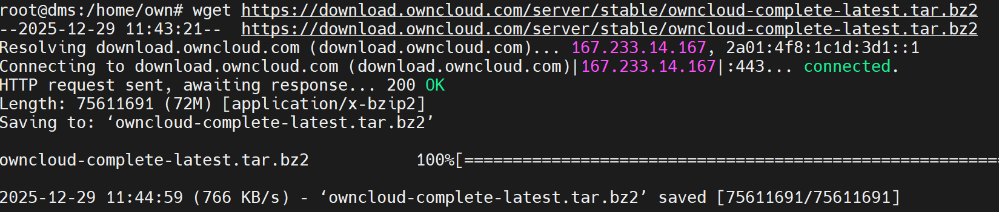 root@dms:/home/own# wget https://download.owncloud.com/server/stable/owncloud-complete-latest.tar.bz2
--2025-12-29 11:43:21--  https://download.owncloud.com/server/stable/owncloud-complete-latest.tar.bz2
Resolving download.owncloud.com (download.owncloud.com)... 167.233.14.167, 2a01:4f8:1c1d:3d1::1
Connecting to download.owncloud.com (download.owncloud.com)|167.233.14.167|:443... connected.
HTTP request sent, awaiting response... 200 OK
Length: 75611691 (72M) [application/x-bzip2]
Saving to: ‘owncloud-complete-latest.tar.bz2’
owncloud-complete-latest.tar.bz2           100%[=======================================================
2025-12-29 11:44:59 (766 KB/s) - ‘owncloud-complete-latest.tar.bz2’ saved [75611691/75611691]